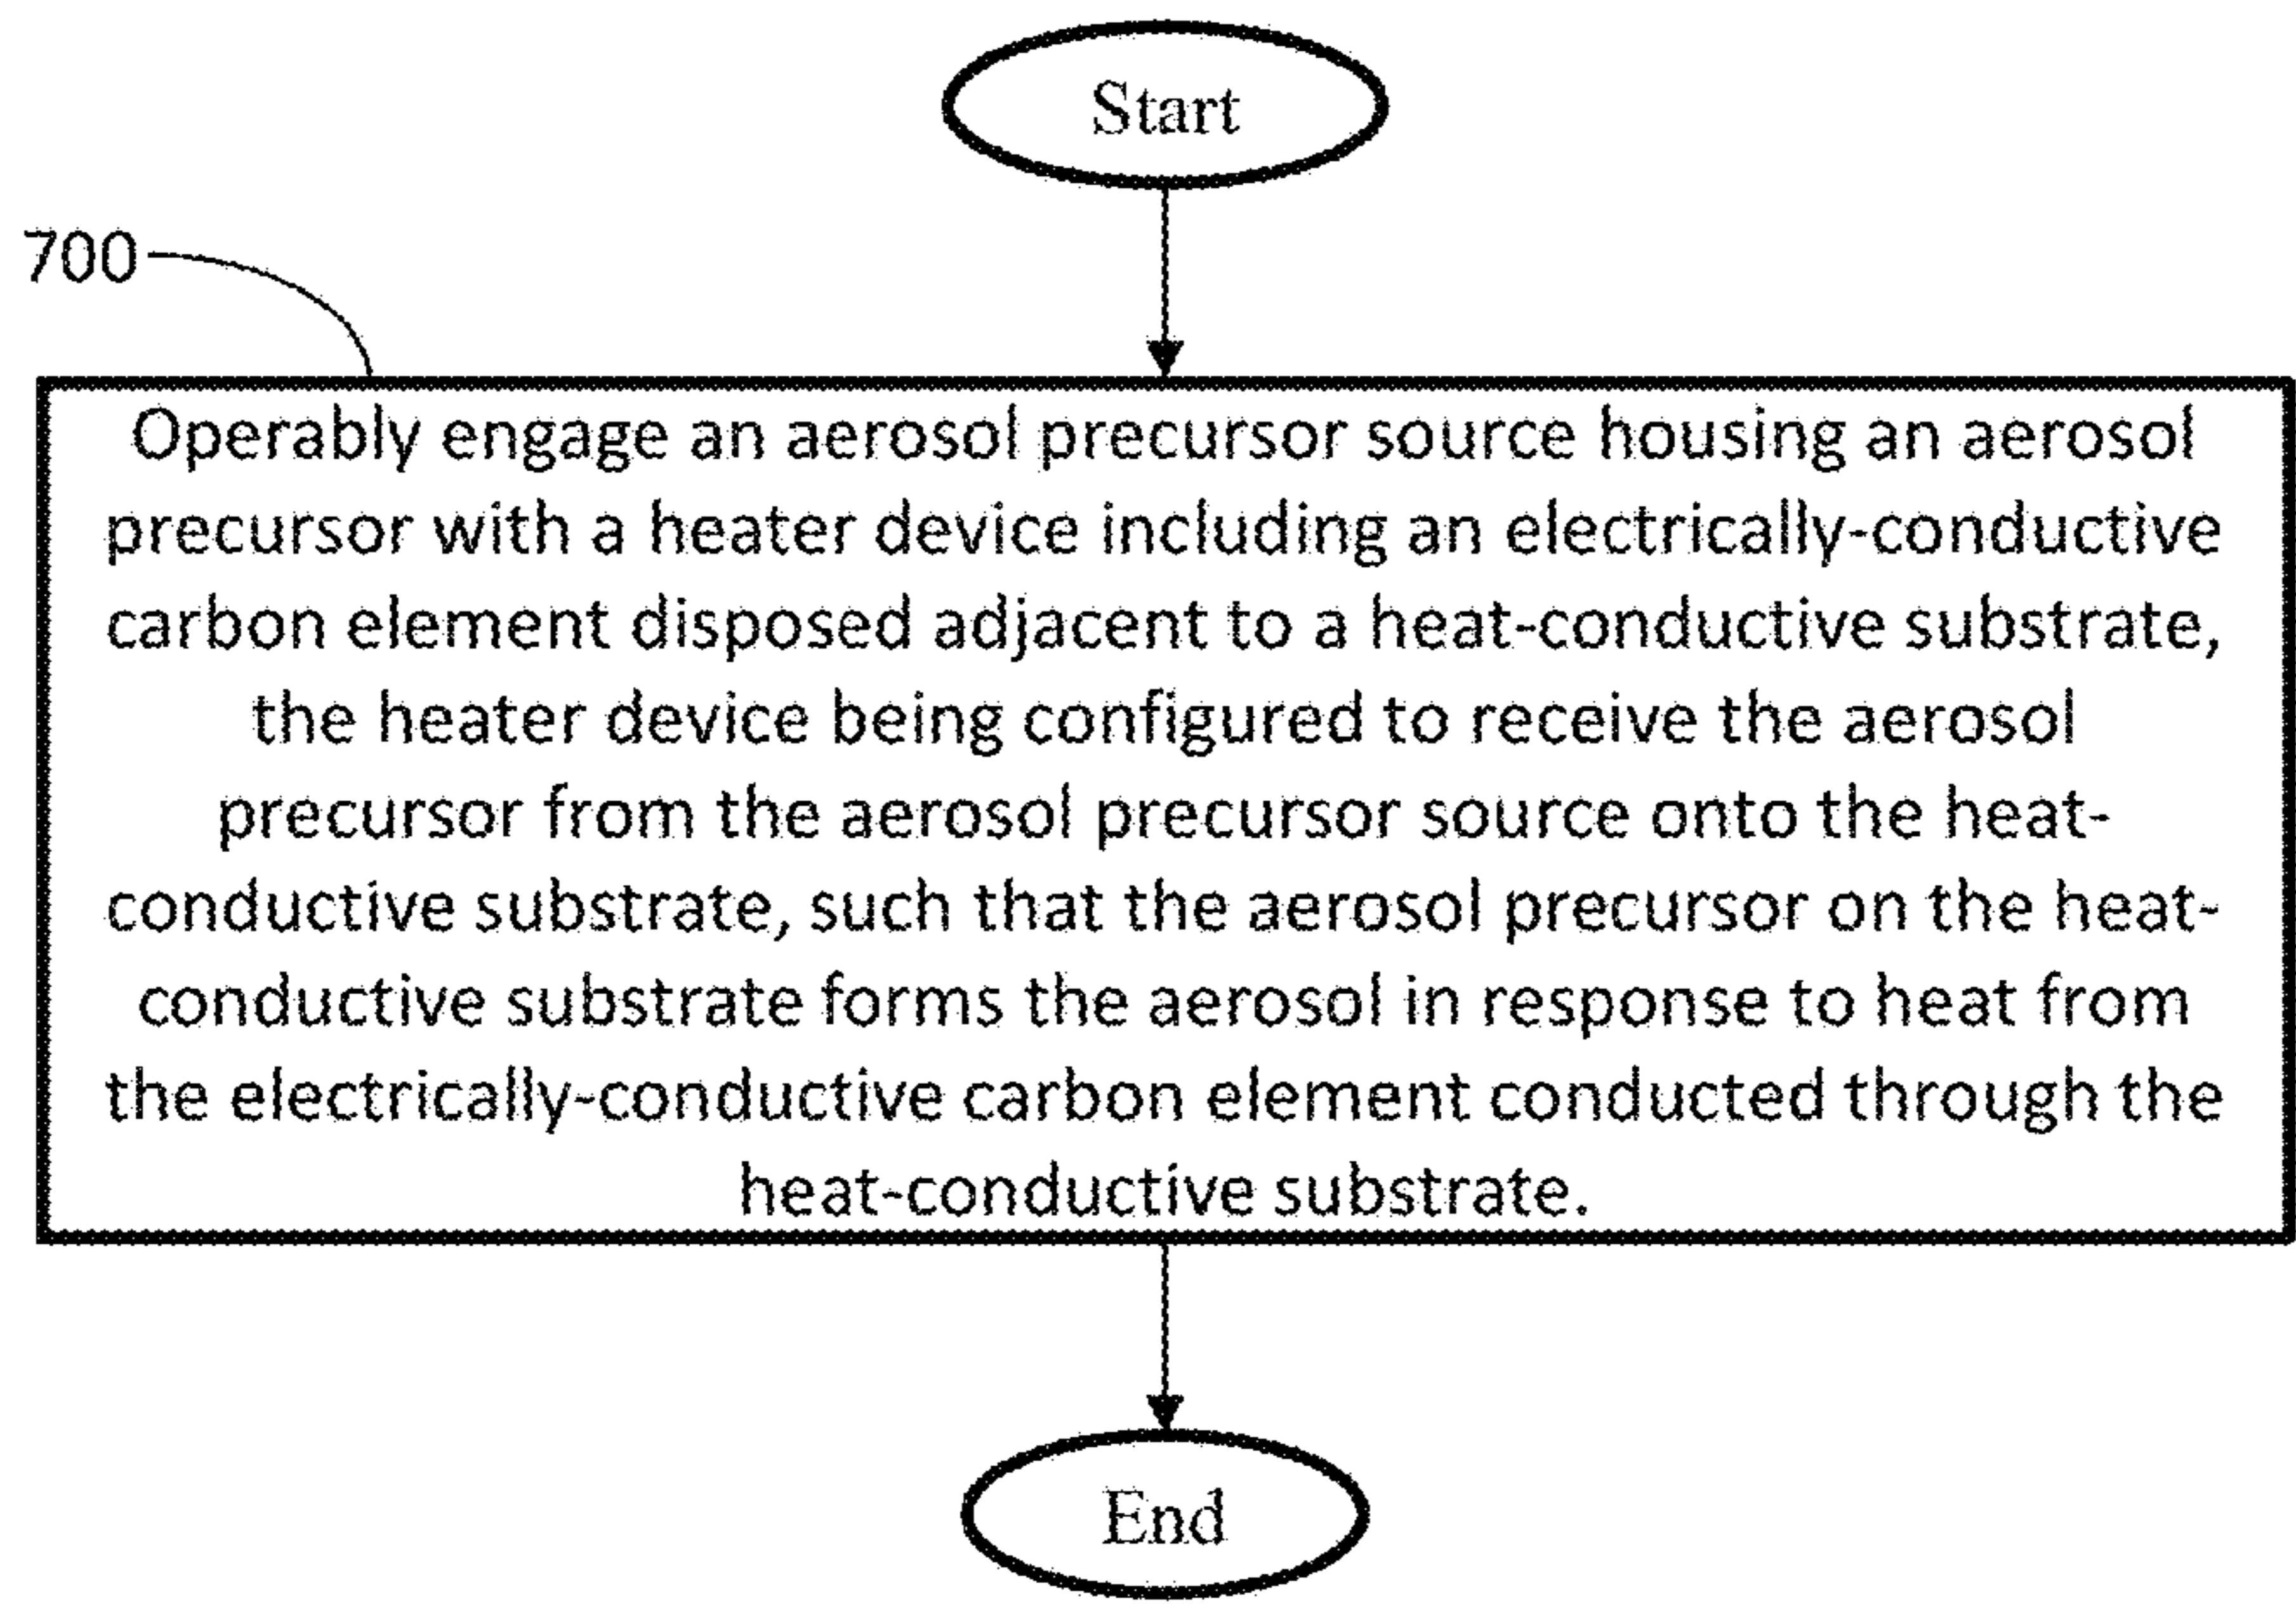 Start
700
Operably engage an aerosol precursor source housing an aerosol
precursor with a heater device including an electrically-conductive
carbon element disposed adjacent to a heat-conductive substrate,
the heater device being configured to receive the aerosol
precursor from the aerosol precursor source onto the heat-
conductive substrate, such that the aerosol precursor on the heat-
conductive substrate forms the aerosol in response to heat from
the electrically-conductive carbon element conducted through the
heat-conductive substrate.
End